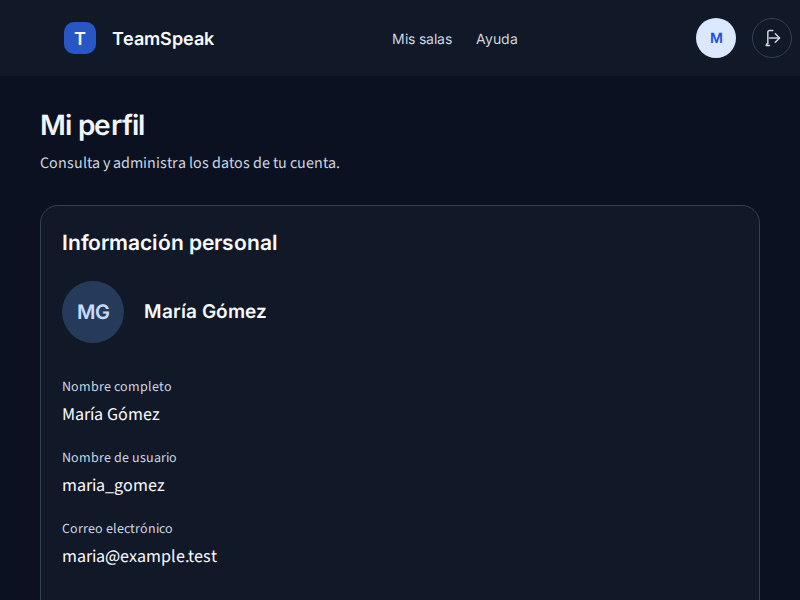 T TeamSpeak Mis salas Ayuda M
Mi perfil
Consulta y administra los datos de tu cuenta.
Información personal
MG María Gómez
Nombre completo
María Gómez
Nombre de usuario
maria_gomez
Correo electrónico
maria@example.test